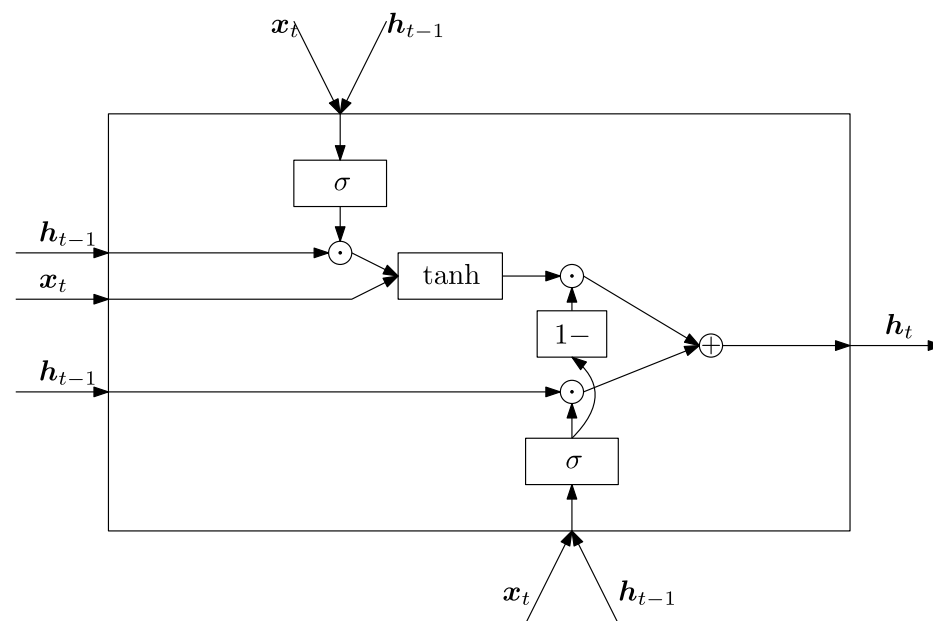 x_t h_{t−1}
σ
h_{t−1}
x_t
tanh
1−
h_t
h_{t−1}
σ
x_t h_{t−1}